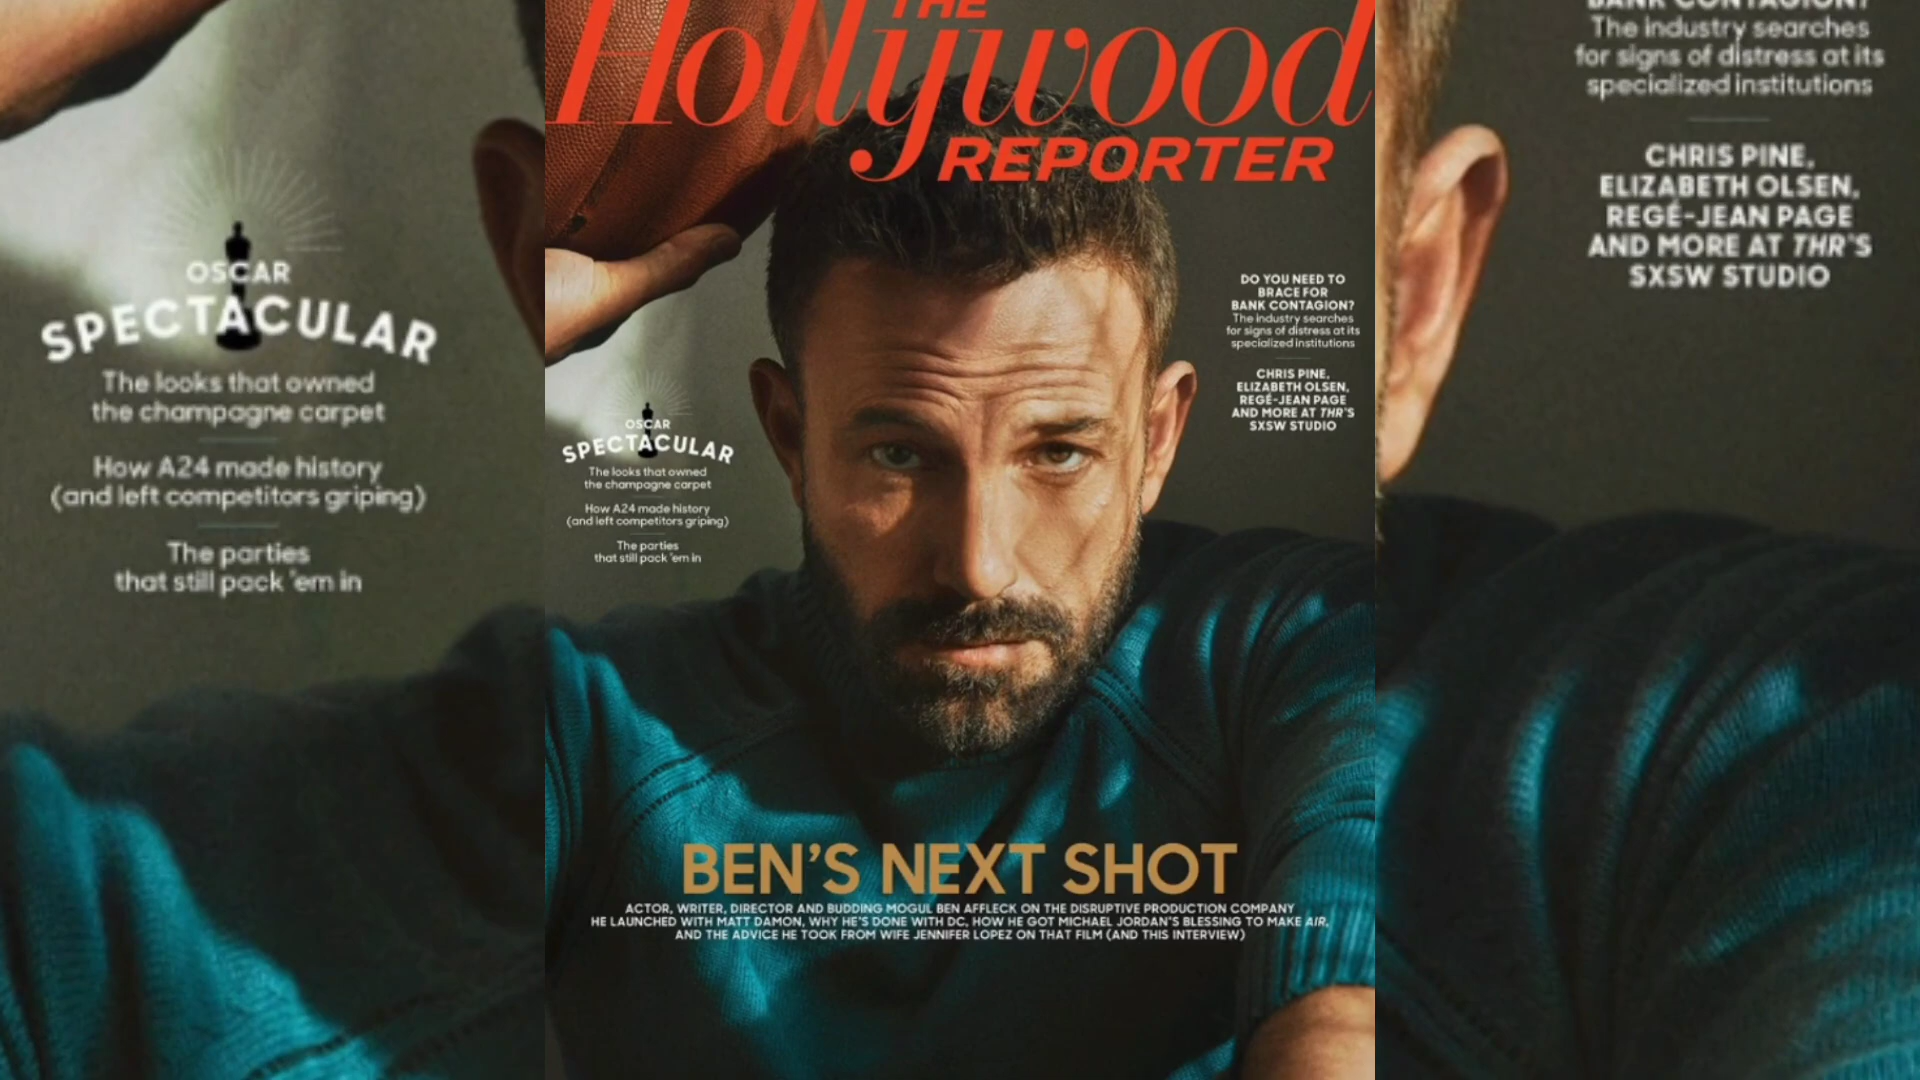 OSCAR
SPECTACULAR
The looks that owned
the champagne carpet
How A24 made history
(and left competitors griping)
The parties
that still pack 'em in
THE
Hollywood
REPORTER
DO YOU NEED TO
BRACE FOR
BANK CONTAGION?
The industry searches
for signs of distress at its
specialized institutions
CHRIS PINE,
ELIZABETH OLSEN,
REGÉ-JEAN PAGE
AND MORE AT THR'S
SXSW STUDIO
OSCAR
SPECTACULAR
The looks that owned
the champagne carpet
How A24 made history
(and left competitors griping)
The parties
that still pack 'em in
BEN'S NEXT SHOT
ACTOR, WRITER, DIRECTOR AND BUDDING MOGUL BEN AFFLECK ON THE DISRUPTIVE PRODUCTION COMPANY
HE LAUNCHED WITH MATT DAMON, WHY HE'S DONE WITH DC, HOW HE GOT MICHAEL JORDAN'S BLESSING TO MAKE AIR,
AND THE ADVICE HE TOOK FROM WIFE JENNIFER LOPEZ ON THAT FILM (AND THIS INTERVIEW)
BANK CONTAGION?
The industry searches
for signs of distress at its
specialized institutions
CHRIS PINE,
ELIZABETH OLSEN,
REGÉ-JEAN PAGE
AND MORE AT THR'S
SXSW STUDIO